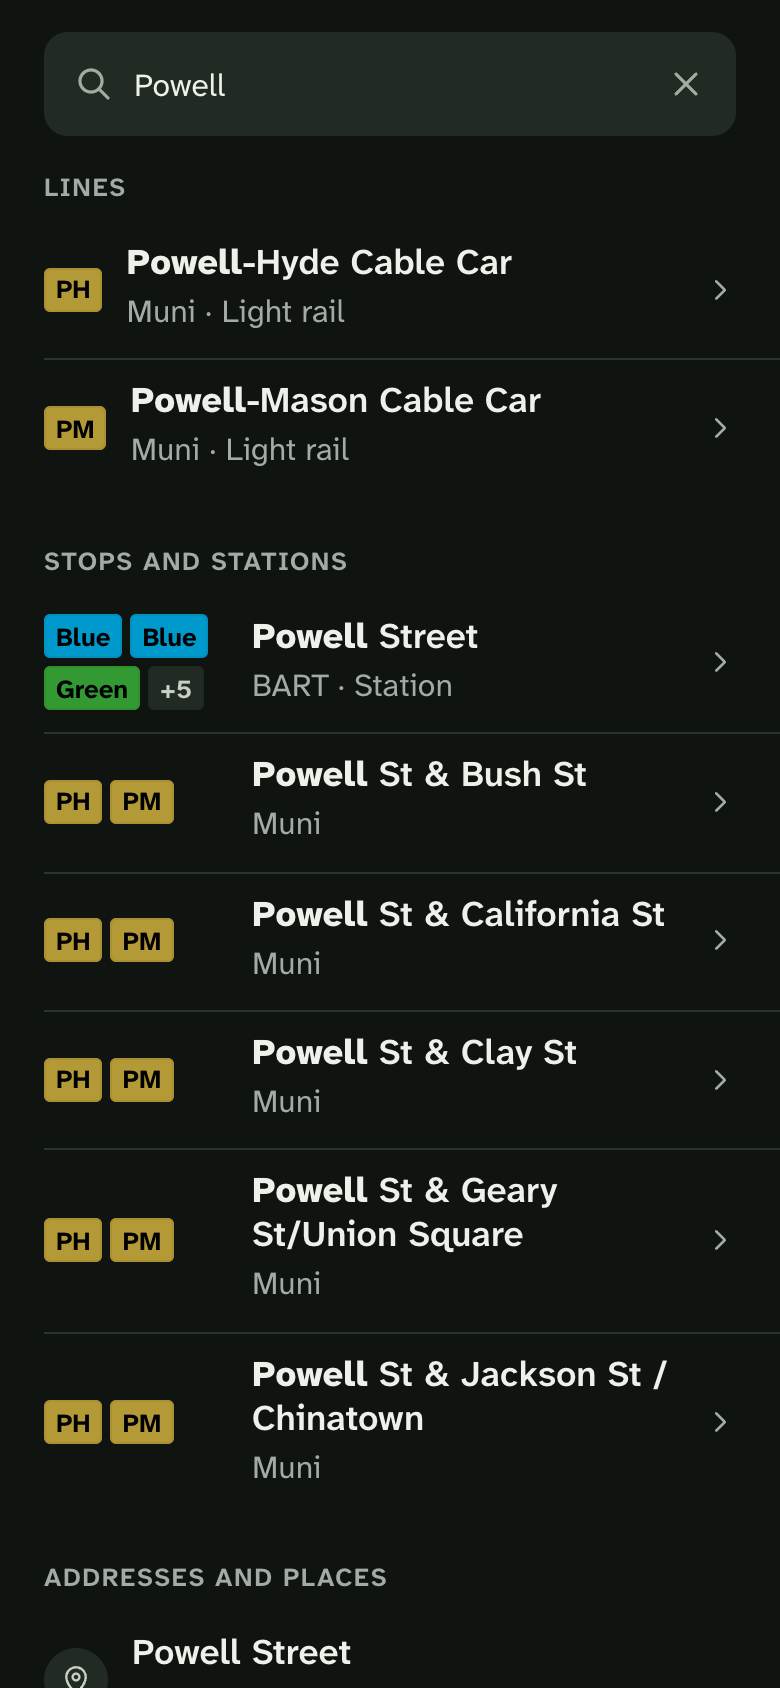 Powell
LINES
PH
Powell-Hyde Cable Car
Muni · Light rail
PM
Powell-Mason Cable Car
Muni · Light rail
STOPS AND STATIONS
Blue Blue
Green +5
Powell Street
BART · Station
PH PM
Powell St & Bush St
Muni
PH PM
Powell St & California St
Muni
PH PM
Powell St & Clay St
Muni
PH PM
Powell St & Geary
St/Union Square
Muni
PH PM
Powell St & Jackson St /
Chinatown
Muni
ADDRESSES AND PLACES
Powell Street